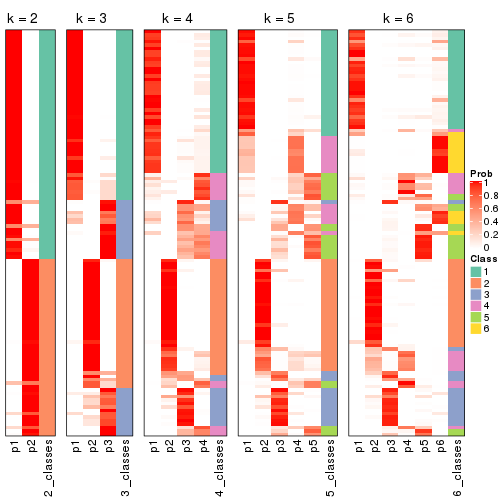 k = 2
k = 3
k = 4
k = 5
k = 6
p1
p2
2_classes
p1
p2
p3
3_classes
p1
p2
p3
p4
4_classes
p1
p2
p3
p4
p5
5_classes
p1
p2
p3
p4
p5
p6
6_classes
Prob
1
0.8
0.6
0.4
0.2
0
Class
1
2
3
4
5
6